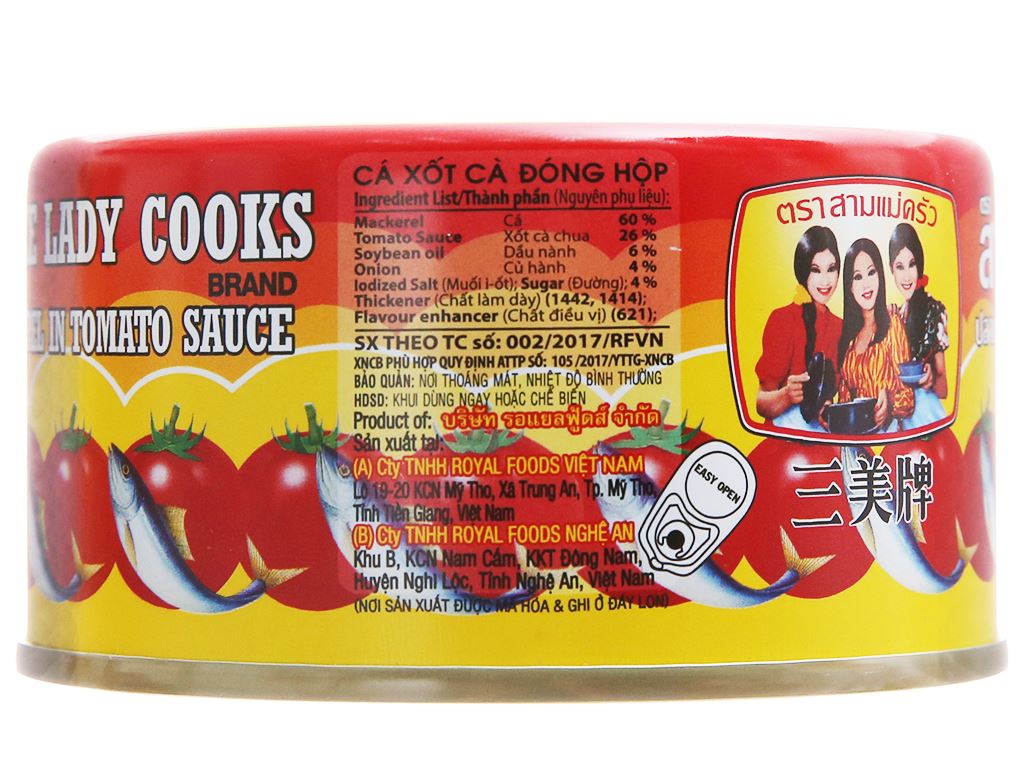 LADY COOKS
BRAND
IN TOMATO SAUCE
CÁ XỐT CÀ ĐÓNG HỘP
Ingredient List/Thành phần (Nguyên phụ liệu):
Mackerel Cá 60 %
Tomato Sauce Xốt cà chua 26 %
Soybean oil Dầu nành 6 %
Onion Củ hành 4 %
Iodized Salt (Muối i-ốt); Sugar (Đường); 4 %
Thickener (Chất làm dày) (1442, 1414);
Flavour enhancer (Chất điều vị) (621);
SX THEO TC số: 002/2017/RFVN
XNCB PHÙ HỢP QUY ĐỊNH ATTP SỐ: 105/2017/YTTG-XNCB
BẢO QUẢN: NƠI THOÁNG MÁT, NHIỆT ĐỘ BÌNH THƯỜNG
HDSD: KHUI DÙNG NGAY HOẶC CHẾ BIẾN
Product of: บริษัท รอแยลฟู้ดส์ จำกัด
Sản xuất tại:
(A) Cty TNHH ROYAL FOODS VIỆT NAM
Lô 19-20 KCN Mỹ Tho, Xã Trung An, Tp. Mỹ Tho,
Tỉnh Tiền Giang, Việt Nam
(B) Cty TNHH ROYAL FOODS NGHỆ AN
Khu B, KCN Nam Cấm, KKT Đông Nam,
Huyện Nghi Lộc, Tỉnh Nghệ An, Việt Nam
(NƠI SẢN XUẤT ĐƯỢC MÃ HÓA & GHI Ở ĐÁY LON)
EASY OPEN
ตราสามแม่ครัว
三美牌